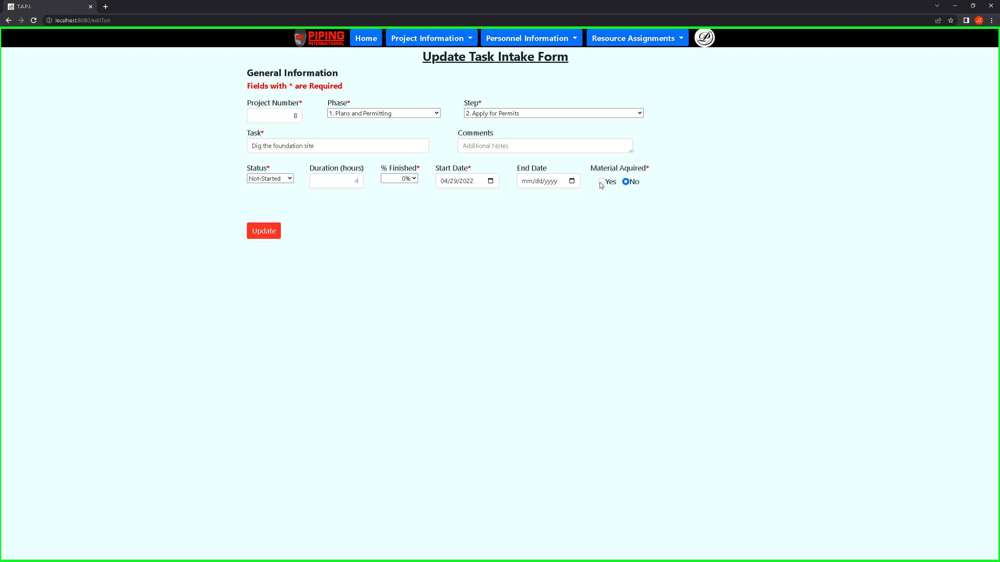 T.A.P.I.
localhost:8080/editTask
JZ
PIPING
INTERNATIONAL
Home
Project Information
Personnel Information
Resource Assignments
Update Task Intake Form
General Information
Fields with * are Required
Project Number* Phase* Step*
8 1. Plans and Permitting 2. Apply for Permits
Task* Comments
Dig the foundation site Additional Notes
Status* Duration (hours) % Finished* Start Date* End Date Material Aquired*
Not-Started 4 0% 04/29/2022 mm/dd/yyyy Yes No
Update